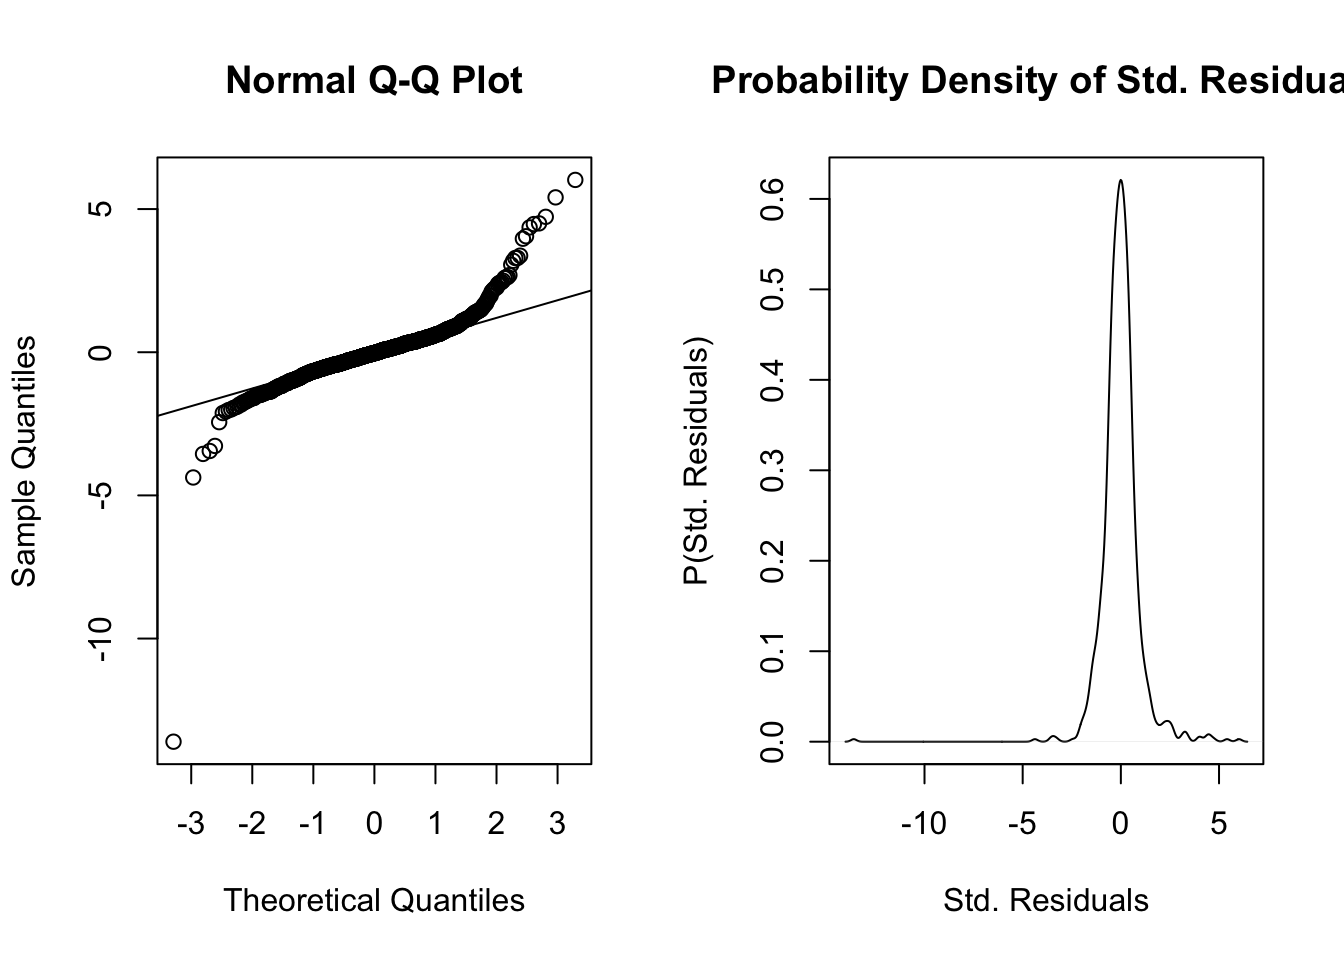 Normal Q-Q Plot
Sample Quantiles
5
0
-5
-10
-3 -2 -1 0 1 2 3
Theoretical Quantiles
Probability Density of Std. Residua
P(Std. Residuals)
0.6
0.5
0.4
0.3
0.2
0.1
0.0
-10 -5 0 5
Std. Residuals